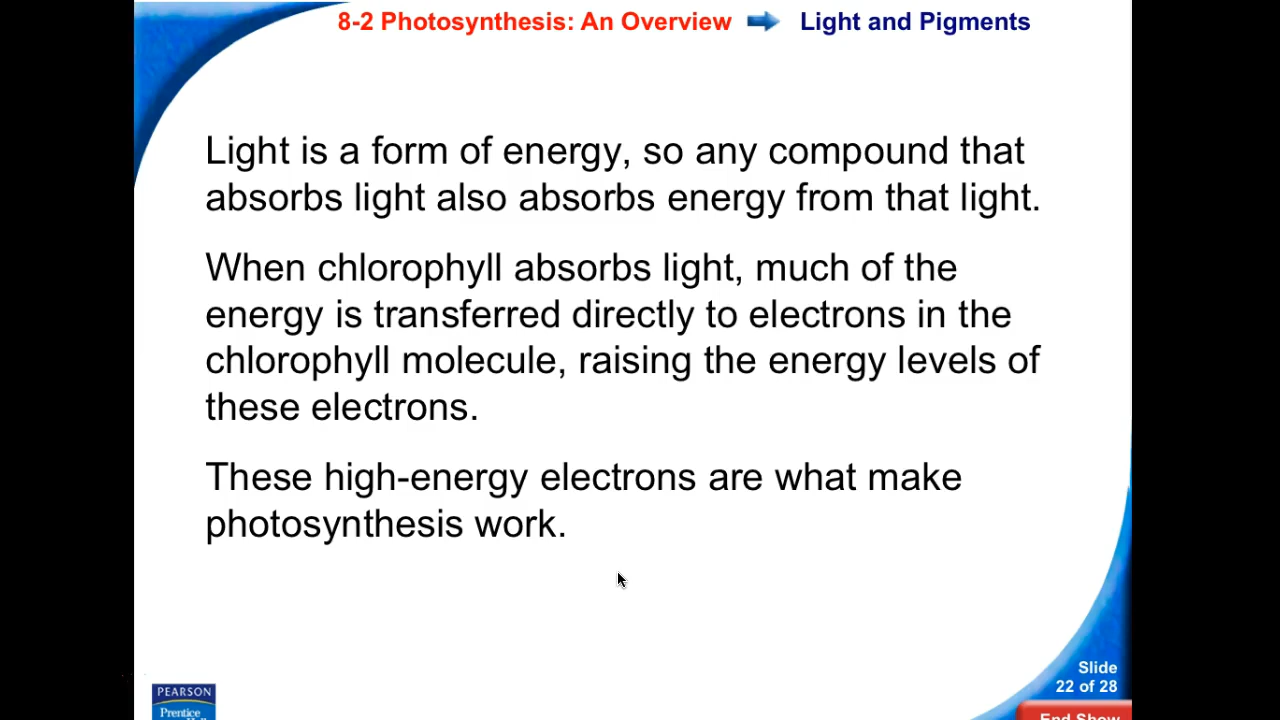 8-2 Photosynthesis: An Overview Light and Pigments
Light is a form of energy, so any compound that
absorbs light also absorbs energy from that light.
When chlorophyll absorbs light, much of the
energy is transferred directly to electrons in the
chlorophyll molecule, raising the energy levels of
these electrons.
These high-energy electrons are what make
photosynthesis work.
Slide
22 of 28
PEARSON
Prentice
End Show